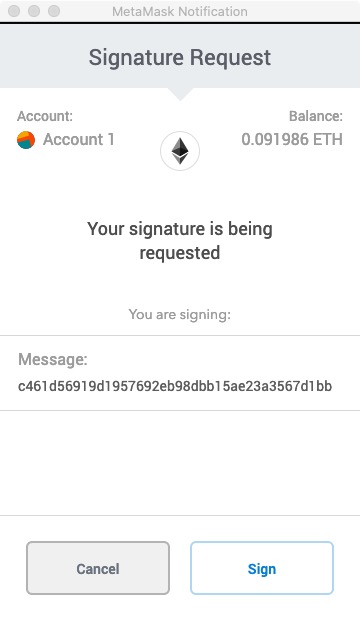 MetaMask Notification
Signature Request
Account:
Balance:
Account 1
0.091986 ETH
Your signature is being
requested
You are signing:
Message:
c461d56919d1957692eb98dbb15ae23a3567d1bb
Cancel
Sign